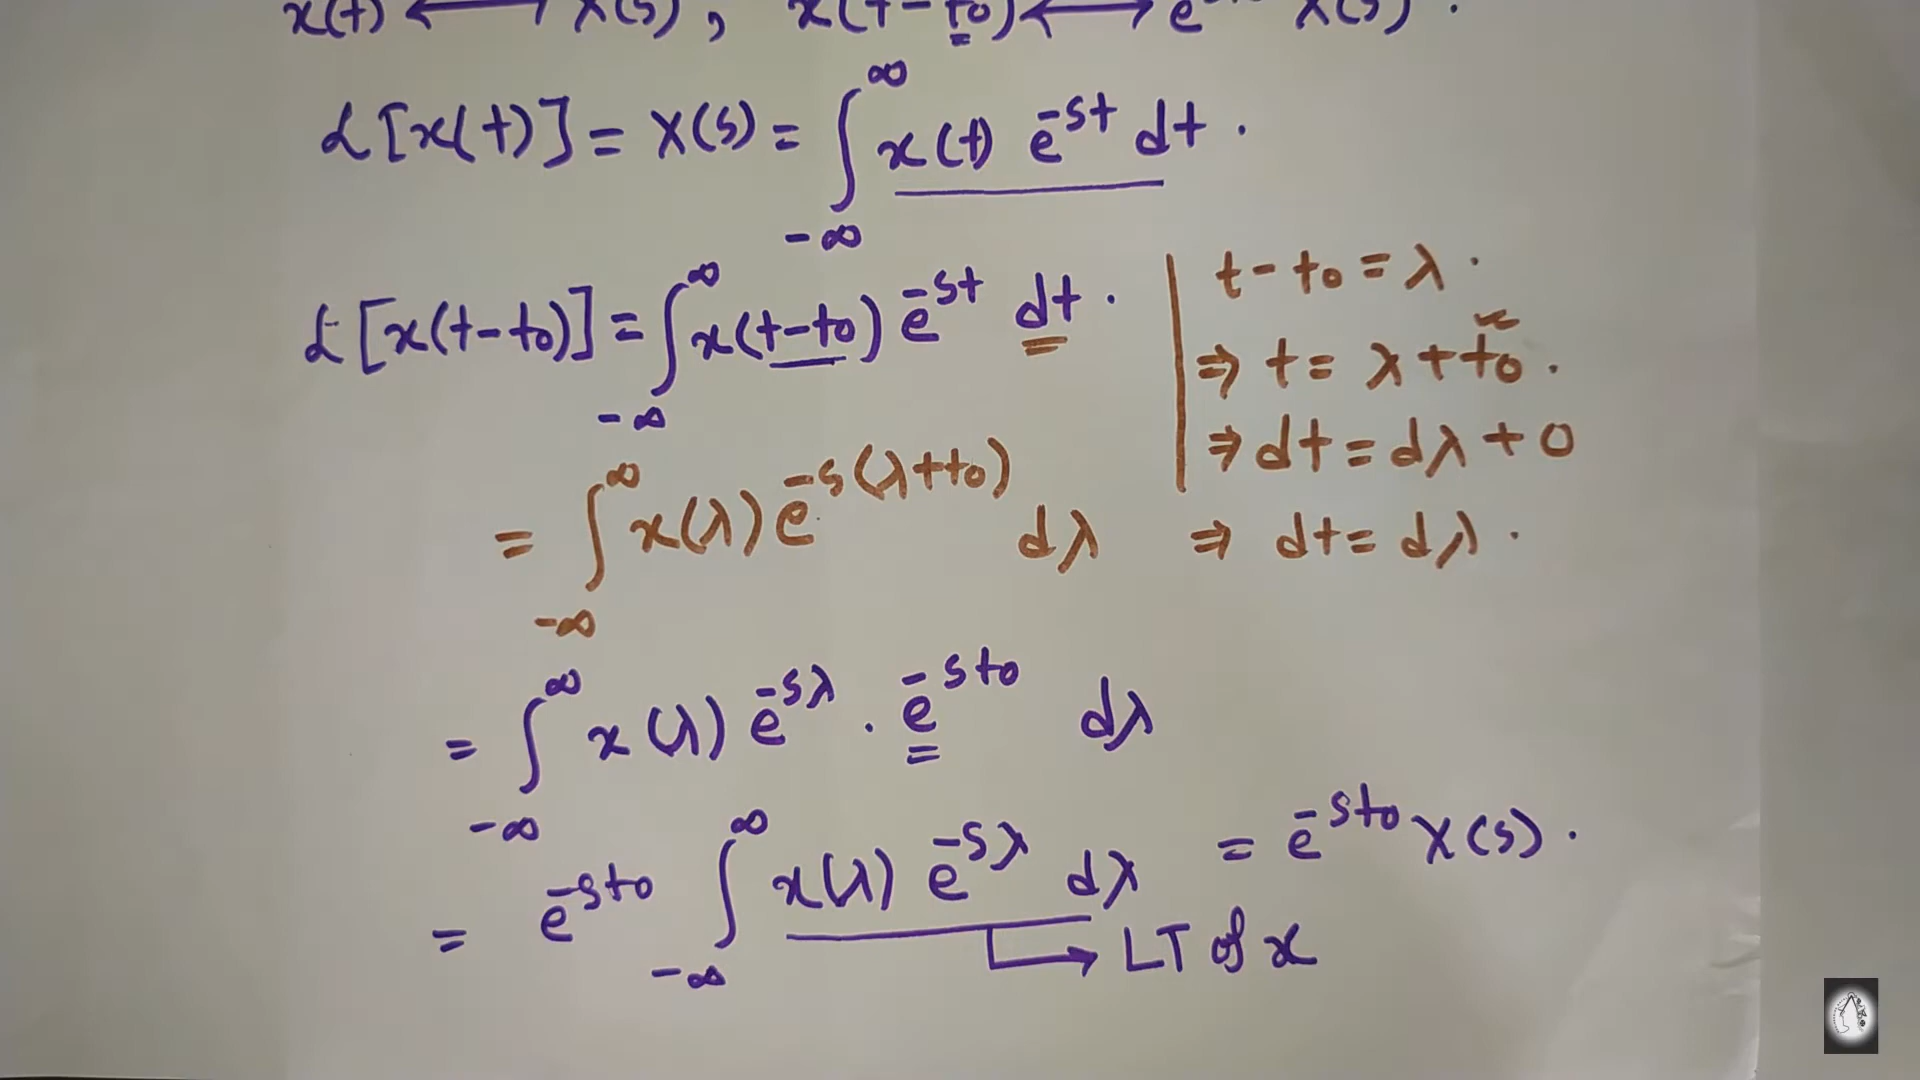 x(t) ⟷ X(s), x(t-t₀) ⟷ e X(s).
ℒ[x(t)] = X(s) = ∫_{-∞}^{∞} x(t) e^{-st} dt.
ℒ[x(t-t₀)] = ∫_{-∞}^{∞} x(t-t₀) e^{-st} dt.
t-t₀ = λ.
⇒ t = λ + t₀.
⇒ dt = dλ + 0
= ∫_{-∞}^{∞} x(λ) e^{-s(λ+t₀)} dλ
⇒ dt = dλ.
= ∫_{-∞}^{∞} x(λ) e^{-sλ} . e^{-st₀} dλ
= e^{-st₀} ∫_{-∞}^{∞} x(λ) e^{-sλ} dλ = e^{-st₀} X(s).
→ LT of x